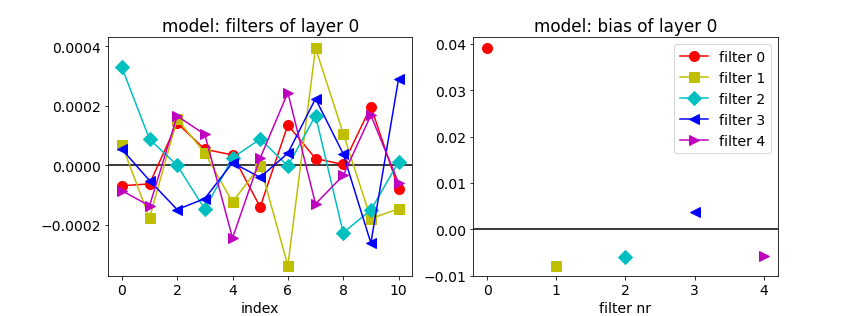 model: filters of layer 0
0.0004
0.0002
0.0000
−0.0002
0 2 4 6 8 10
index
model: bias of layer 0
0.04
0.03
0.02
0.01
0.00
−0.01
0 1 2 3 4
filter nr
filter 0
filter 1
filter 2
filter 3
filter 4